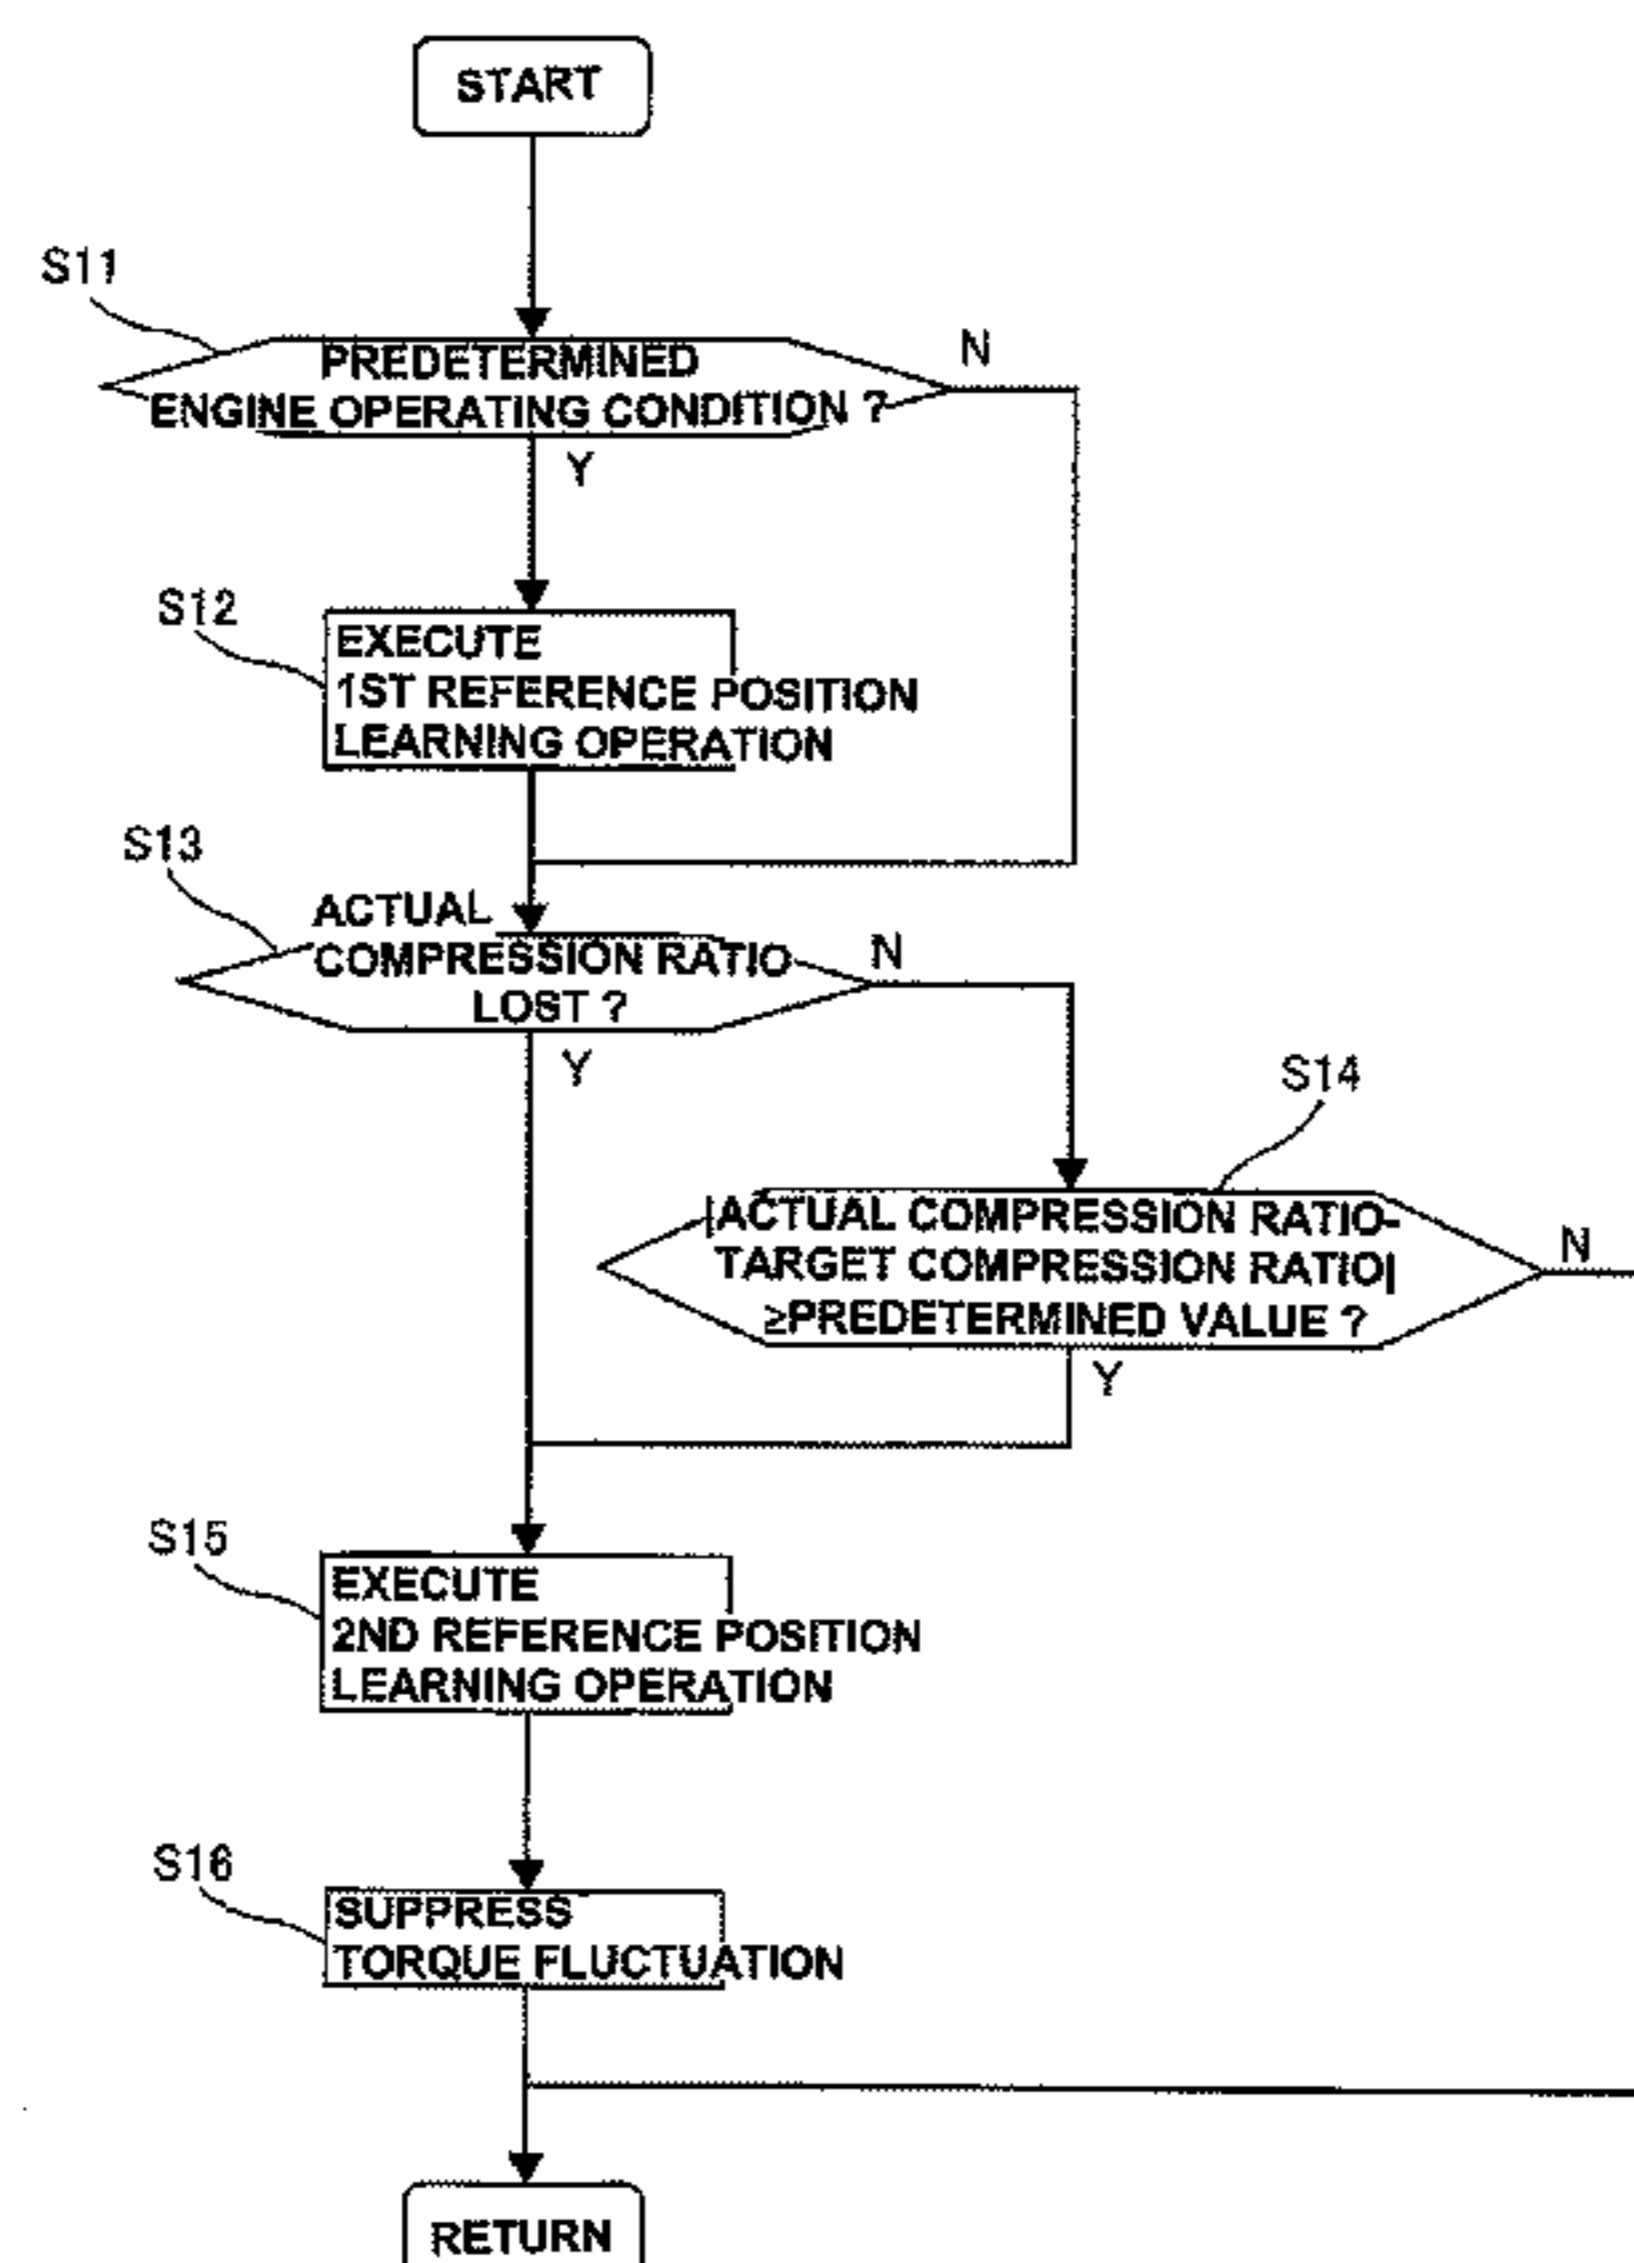 START
S11
PREDETERMINED
ENGINE OPERATING CONDITION ?
N
Y
S12
EXECUTE
1ST REFERENCE POSITION
LEARNING OPERATION
S13
ACTUAL
COMPRESSION RATIO
LOST ?
N
Y
S14
|ACTUAL COMPRESSION RATIO-
TARGET COMPRESSION RATIO|
≥PREDETERMINED VALUE ?
N
Y
S15
EXECUTE
2ND REFERENCE POSITION
LEARNING OPERATION
S16
SUPPRESS
TORQUE FLUCTUATION
RETURN